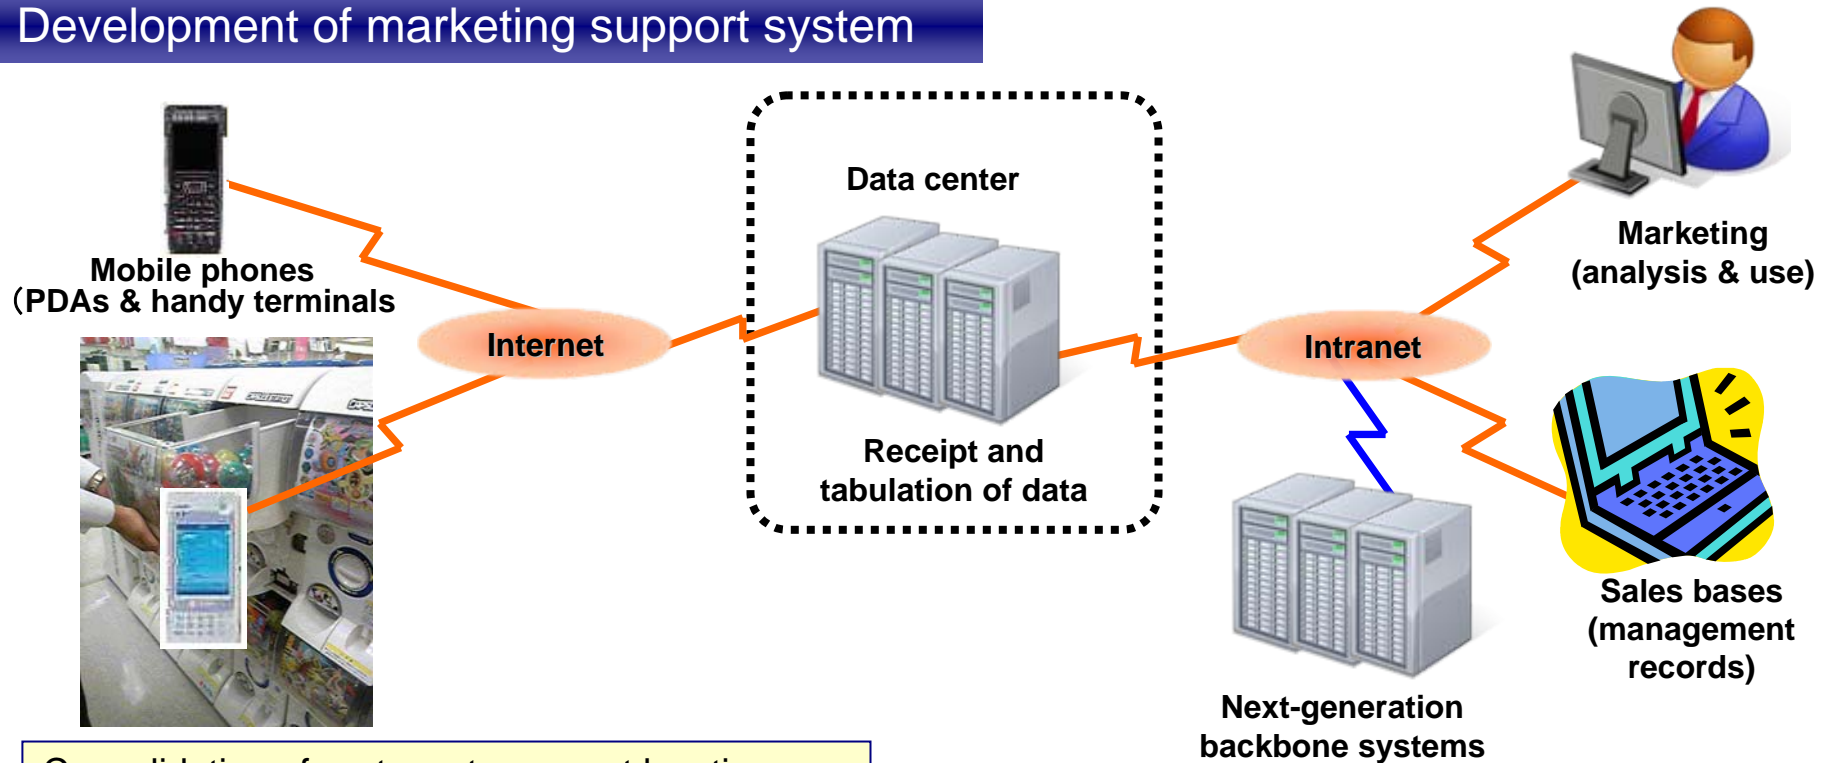 Development of marketing support system
Mobile phones
(PDAs & handy terminals
Internet
Data center
Receipt and
tabulation of data
Intranet
Marketing
(analysis & use)
Sales bases
(management
records)
Next-generation
backbone systems